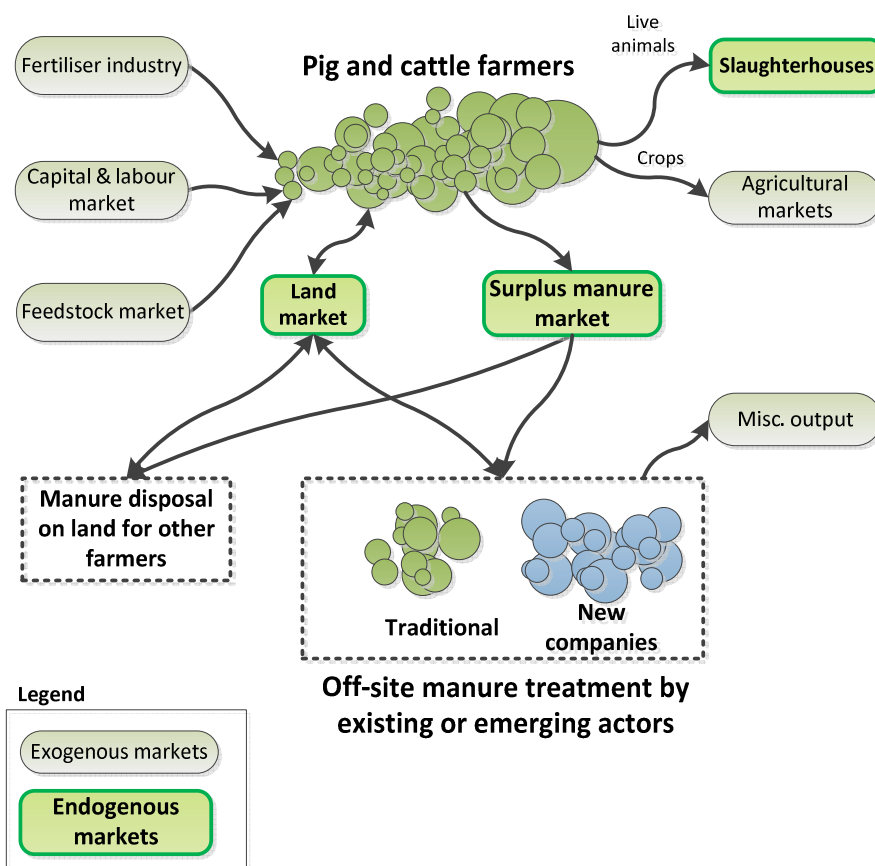 Live
animals
Fertiliser industry
Pig and cattle farmers
Slaughterhouses
Crops
Capital & labour
market
Agricultural
markets
Feedstock market
Land
market
Surplus manure
market
Misc. output
Manure disposal
on land for other
farmers
Traditional
New
companies
Off-site manure treatment by
existing or emerging actors
Legend
Exogenous markets
Endogenous
markets